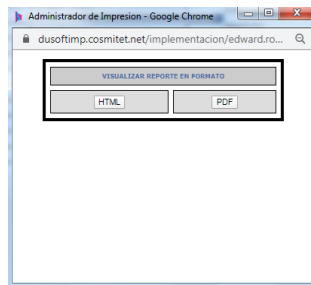 Administrador de Impresion - Google Chrome
dusoftimp.cosmitet.net/implementacion/edward.ro...
VISUALIZAR REPORTE EN FORMATO
HTML PDF